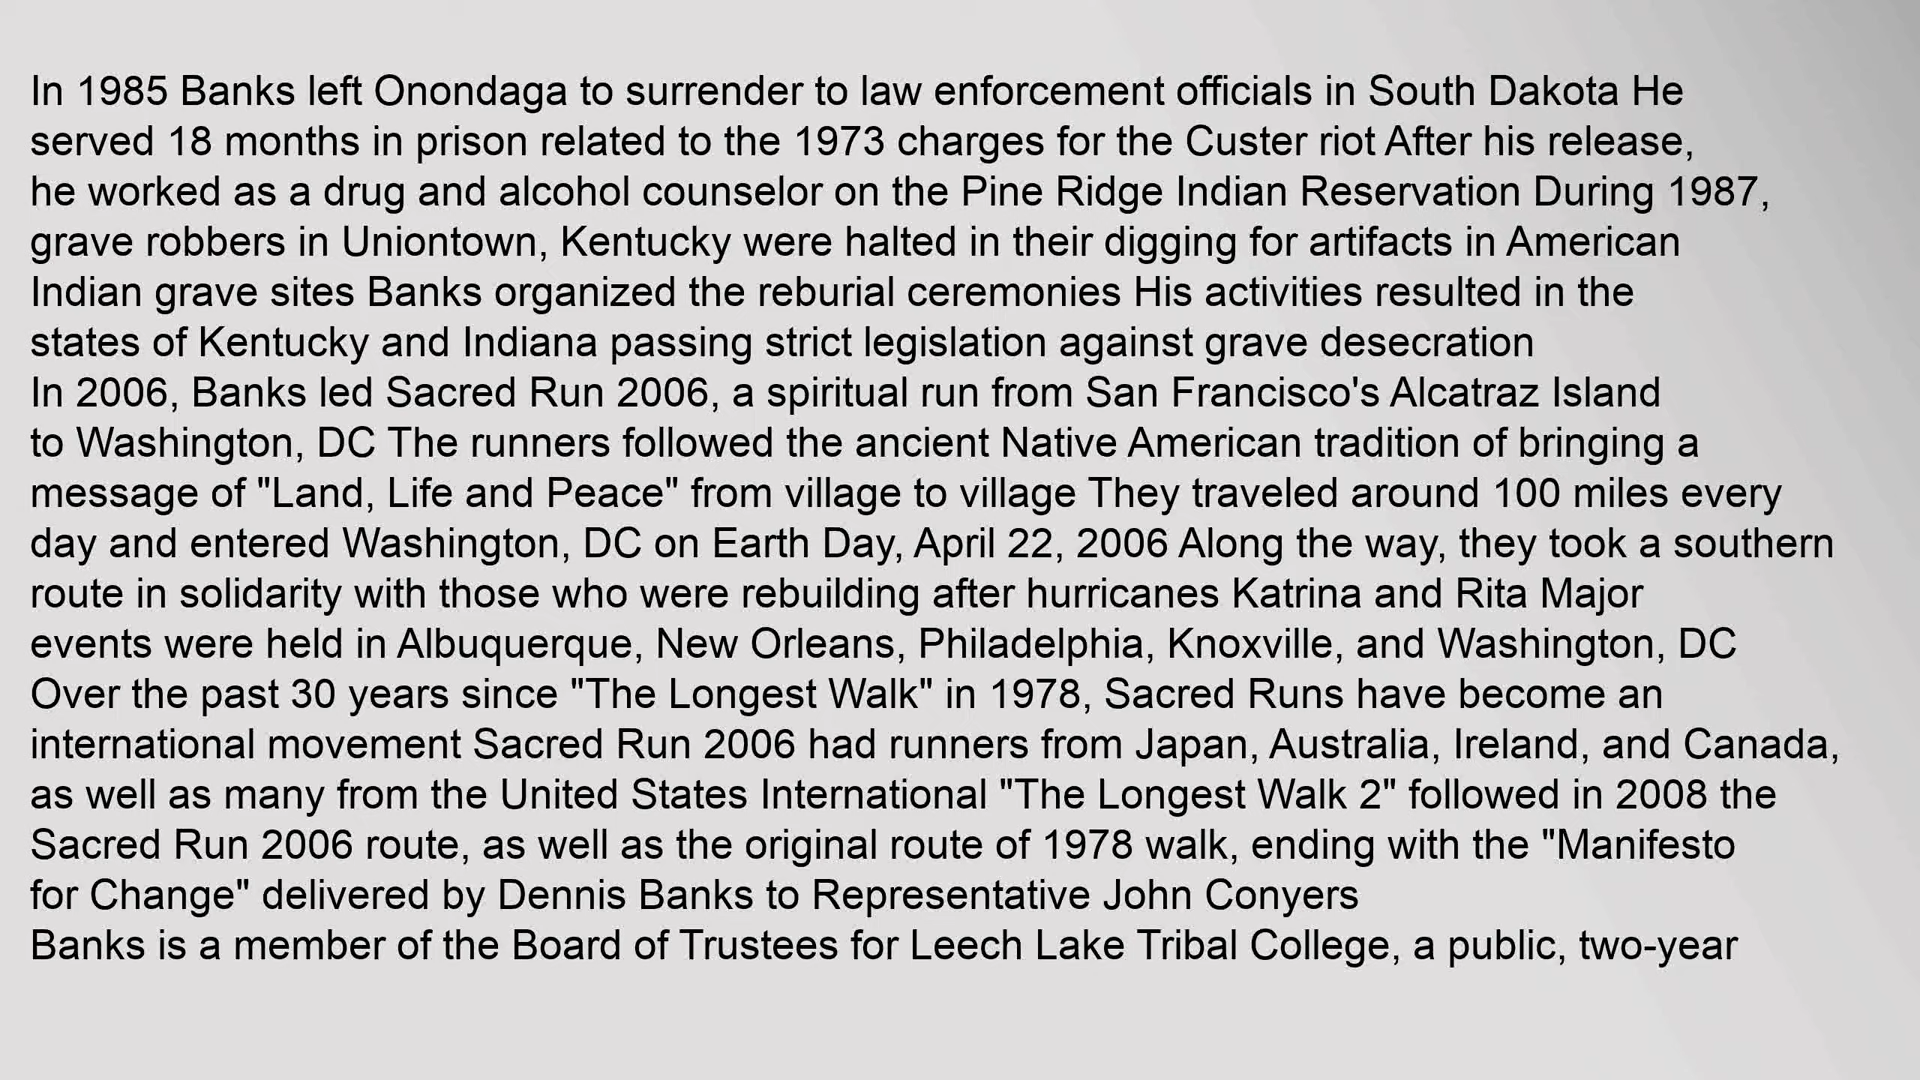 In 1985 Banks left Onondaga to surrender to law enforcement officials in South Dakota He
served 18 months in prison related to the 1973 charges for the Custer riot After his release,
he worked as a drug and alcohol counselor on the Pine Ridge Indian Reservation During 1987,
grave robbers in Uniontown, Kentucky were halted in their digging for artifacts in American
Indian grave sites Banks organized the reburial ceremonies His activities resulted in the
states of Kentucky and Indiana passing strict legislation against grave desecration
In 2006, Banks led Sacred Run 2006, a spiritual run from San Francisco's Alcatraz Island
to Washington, DC The runners followed the ancient Native American tradition of bringing a
message of "Land, Life and Peace" from village to village They traveled around 100 miles every
day and entered Washington, DC on Earth Day, April 22, 2006 Along the way, they took a southern
route in solidarity with those who were rebuilding after hurricanes Katrina and Rita Major
events were held in Albuquerque, New Orleans, Philadelphia, Knoxville, and Washington, DC
Over the past 30 years since "The Longest Walk" in 1978, Sacred Runs have become an
international movement Sacred Run 2006 had runners from Japan, Australia, Ireland, and Canada,
as well as many from the United States International "The Longest Walk 2" followed in 2008 the
Sacred Run 2006 route, as well as the original route of 1978 walk, ending with the "Manifesto
for Change" delivered by Dennis Banks to Representative John Conyers
Banks is a member of the Board of Trustees for Leech Lake Tribal College, a public, two-year